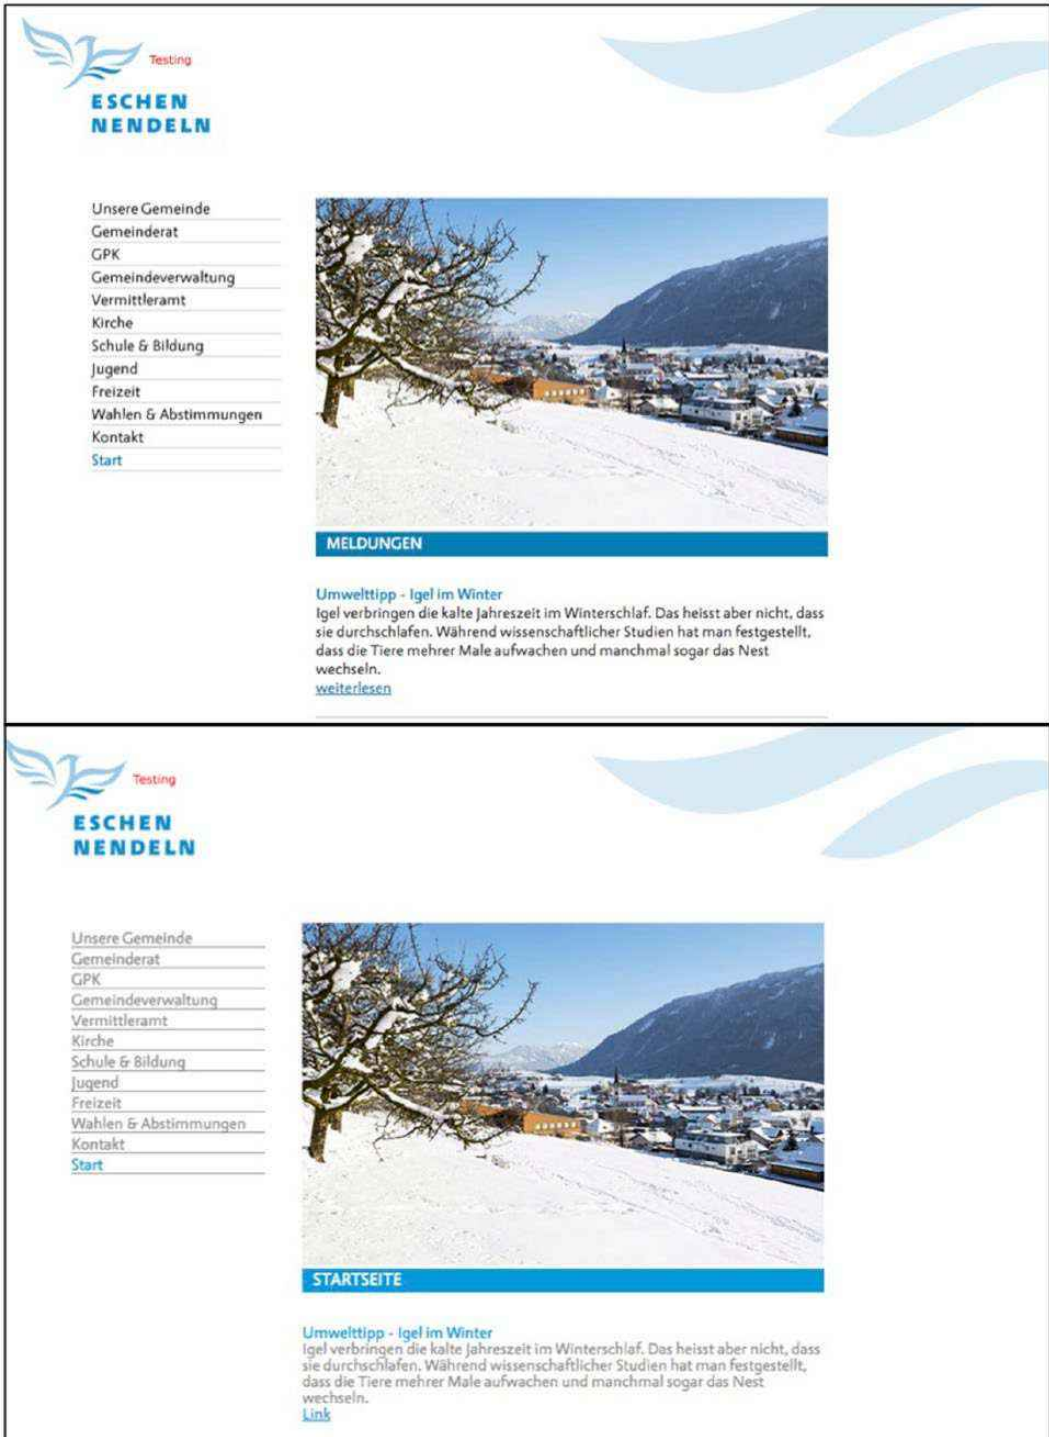 Testing
ESCHEN
NENDELN
Unsere Gemeinde
Gemeinderat
GPK
Gemeindeverwaltung
Vermittleramt
Kirche
Schule & Bildung
Jugend
Freizeit
Wahlen & Abstimmungen
Kontakt
Start
MELDUNGEN
Umwelttipp - Igel im Winter
Igel verbringen die kalte Jahreszeit im Winterschlaf. Das heisst aber nicht, dass
sie durchschlafen. Während wissenschaftlicher Studien hat man festgestellt,
dass die Tiere mehrer Male aufwachen und manchmal sogar das Nest
wechseln.
weiterlesen
Testing
ESCHEN
NENDELN
Unsere Gemeinde
Gemeinderat
GPK
Gemeindeverwaltung
Vermittleramt
Kirche
Schule & Bildung
Jugend
Freizeit
Wahlen & Abstimmungen
Kontakt
Start
STARTSEITE
Umwelttipp - Igel im Winter
Igel verbringen die kalte Jahreszeit im Winterschlaf. Das heisst aber nicht, dass
sie durchschlafen. Während wissenschaftlicher Studien hat man festgestellt,
dass die Tiere mehrer Male aufwachen und manchmal sogar das Nest
wechseln.
Link